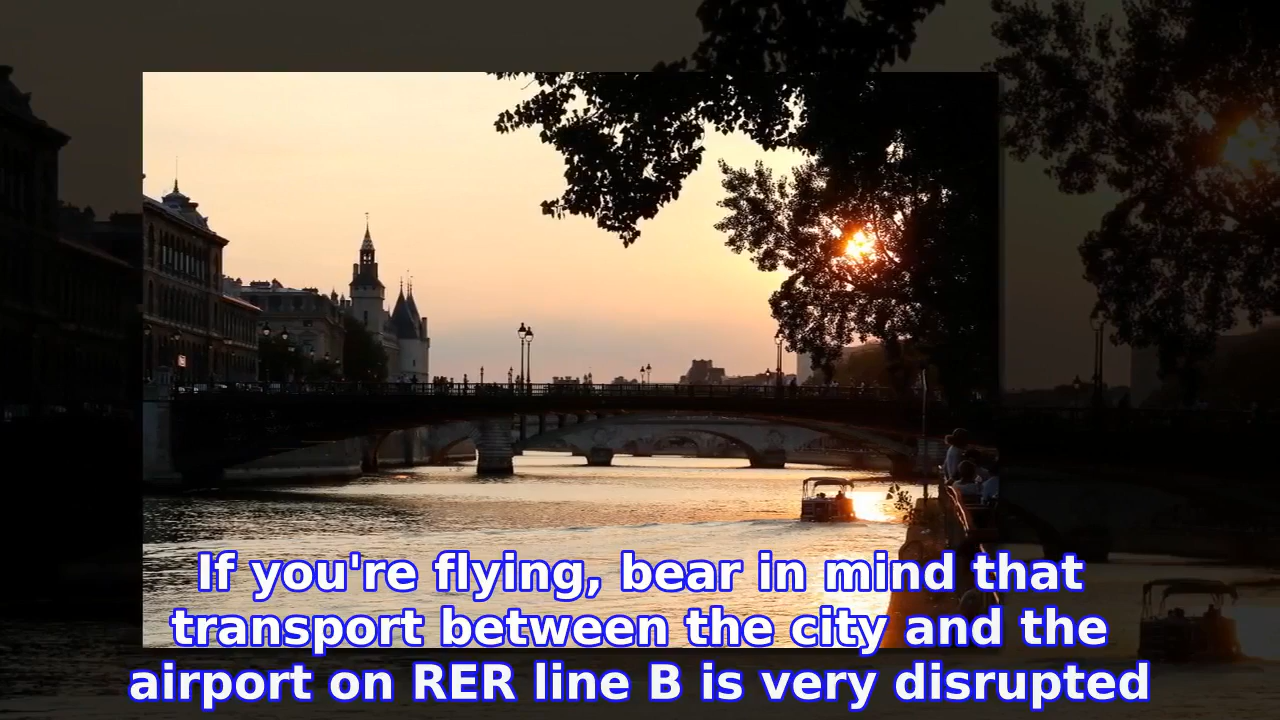 If you're flying, bear in mind that
transport between the city and the
airport on RER line B is very disrupted